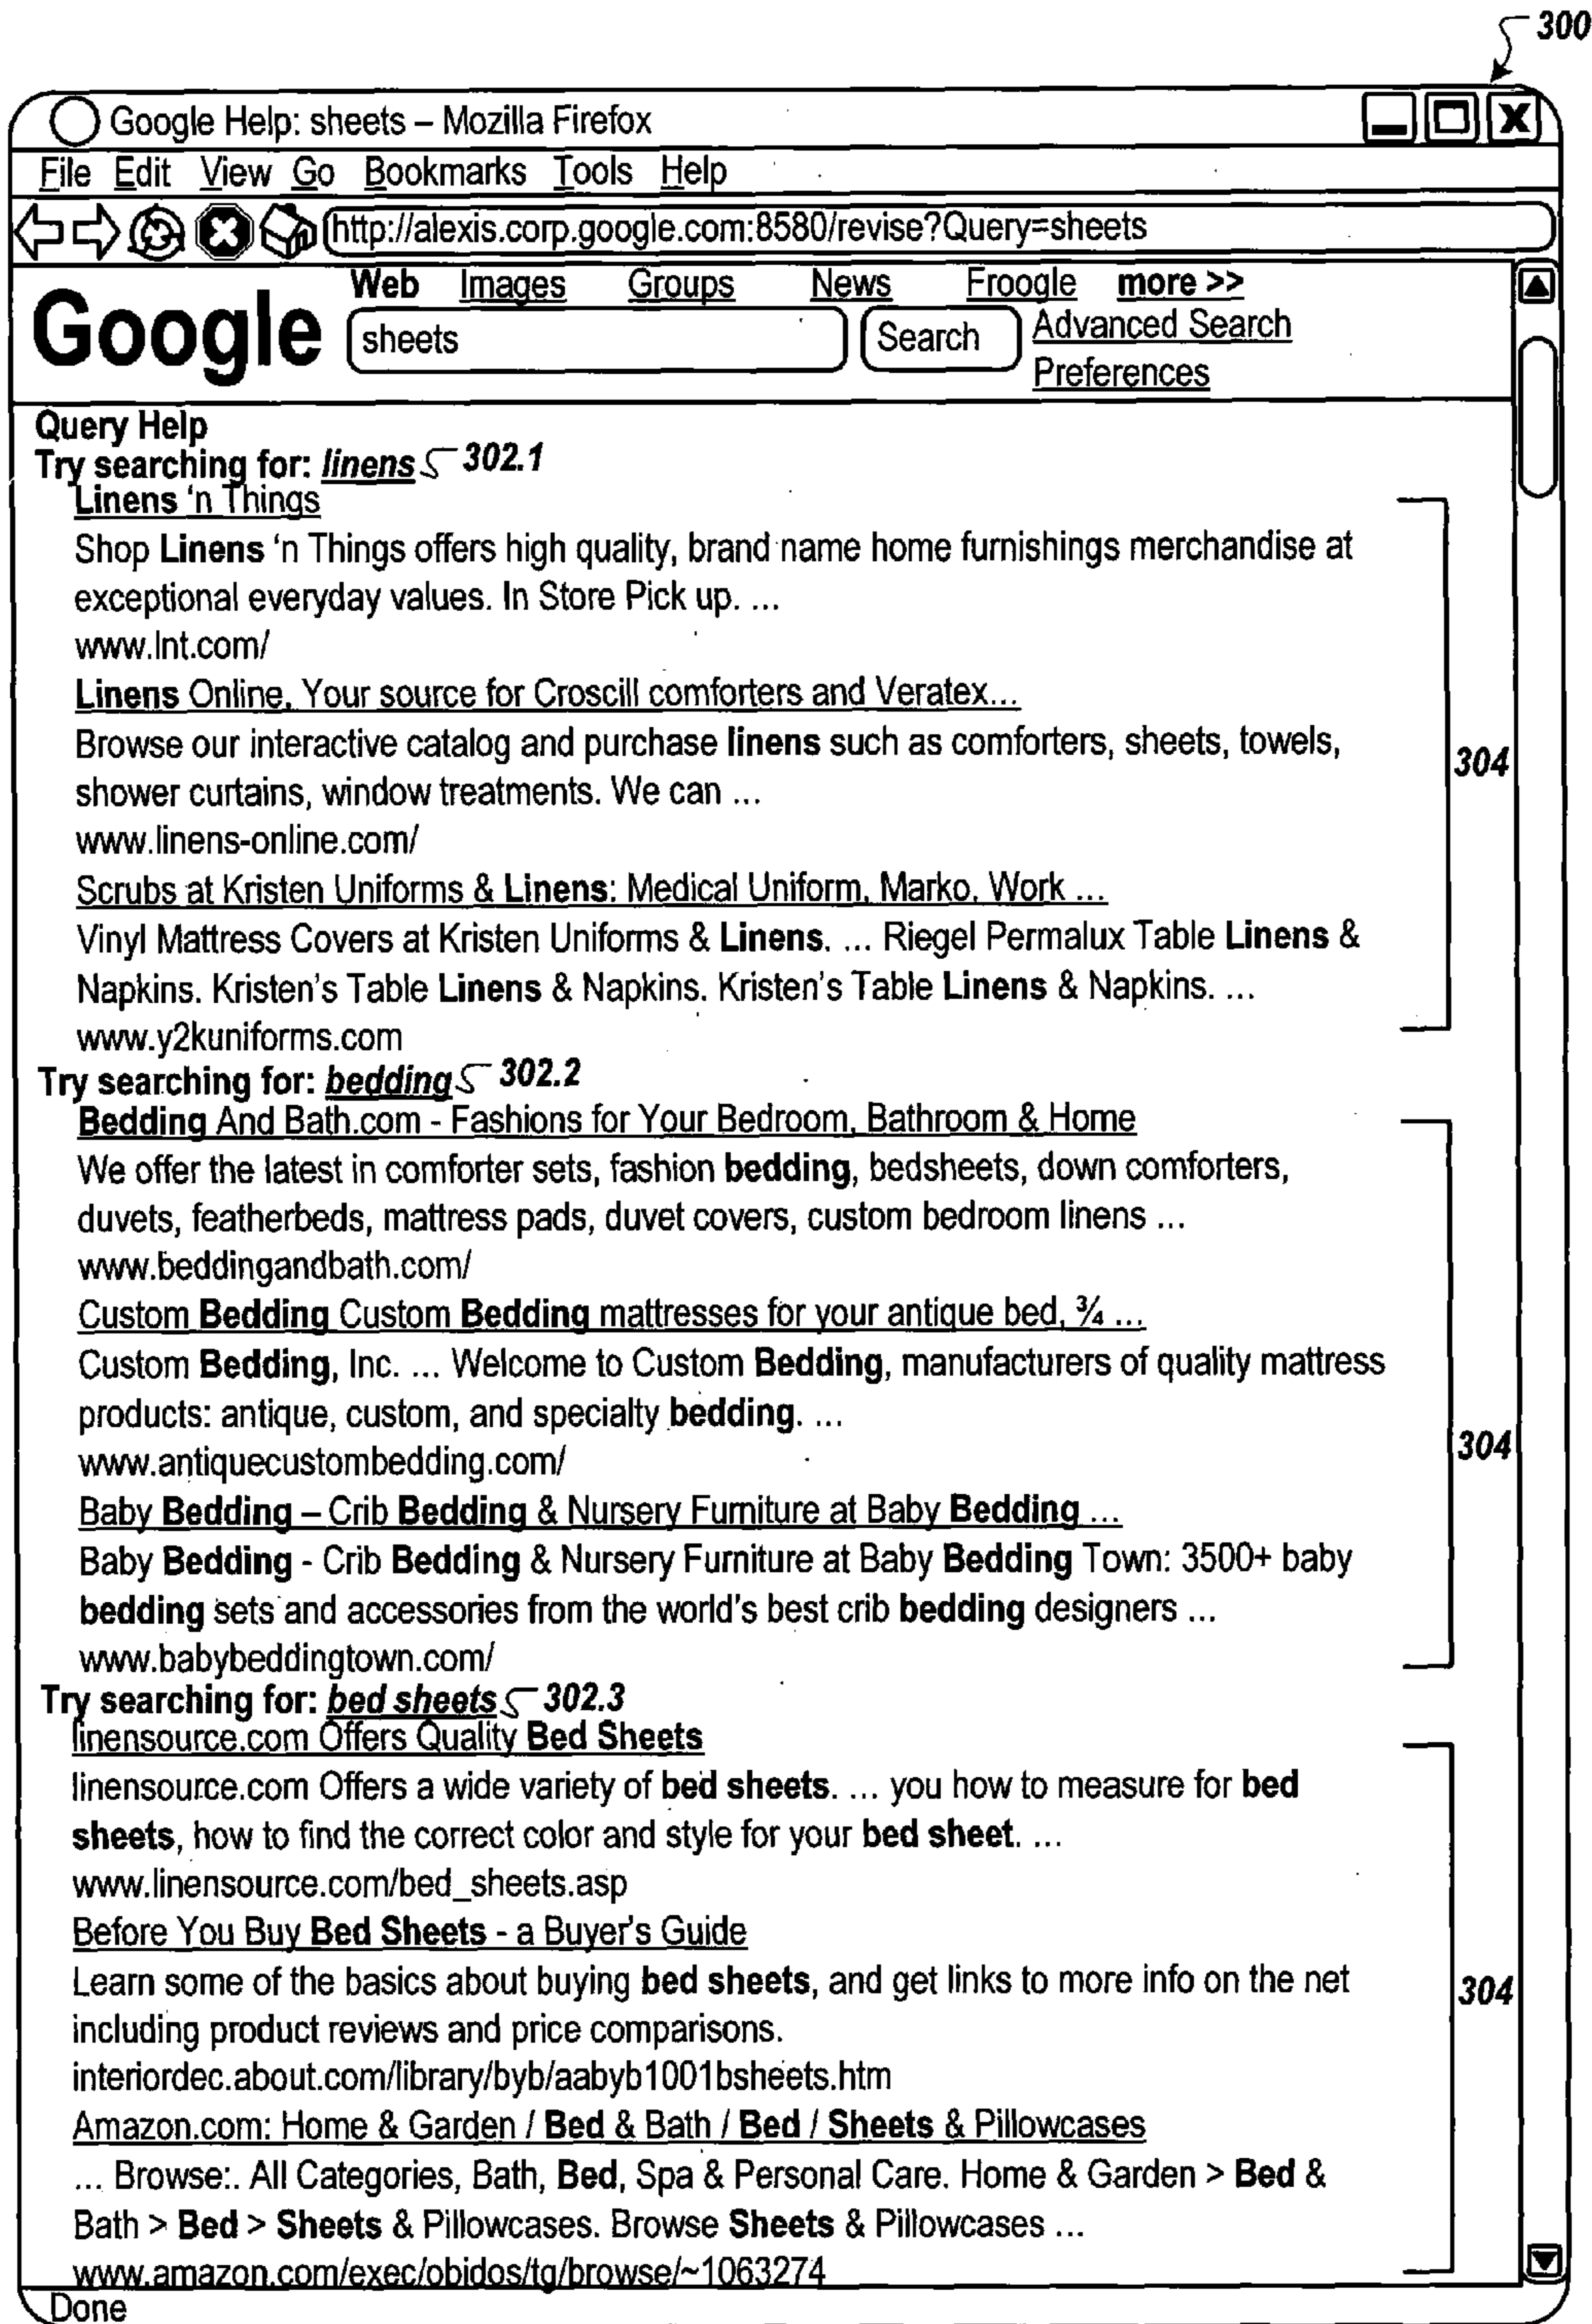 300
Google Help: sheets – Mozilla Firefox
File Edit View Go Bookmarks Tools Help
http://alexis.corp.google.com:8580/revise?Query=sheets
Web Images Groups News Froogle more >>
Google sheets Search Advanced Search
Preferences
Query Help
Try searching for: linens 302.1
Linens 'n Things
Shop Linens 'n Things offers high quality, brand name home furnishings merchandise at
exceptional everyday values. In Store Pick up. ...
www.lnt.com/
Linens Online, Your source for Croscill comforters and Veratex...
Browse our interactive catalog and purchase linens such as comforters, sheets, towels,
304
shower curtains, window treatments. We can ...
www.linens-online.com/
Scrubs at Kristen Uniforms & Linens: Medical Uniform, Marko, Work ...
Vinyl Mattress Covers at Kristen Uniforms & Linens. ... Riegel Permalux Table Linens &
Napkins. Kristen's Table Linens & Napkins. Kristen's Table Linens & Napkins. ...
www.y2kuniforms.com
Try searching for: bedding 302.2
Bedding And Bath.com - Fashions for Your Bedroom, Bathroom & Home
We offer the latest in comforter sets, fashion bedding, bedsheets, down comforters,
duvets, featherbeds, mattress pads, duvet covers, custom bedroom linens ...
www.beddingandbath.com/
Custom Bedding Custom Bedding mattresses for your antique bed, ¾ ...
Custom Bedding, Inc. ... Welcome to Custom Bedding, manufacturers of quality mattress
products: antique, custom, and specialty bedding. ...
304
www.antiquecustombedding.com/
Baby Bedding – Crib Bedding & Nursery Furniture at Baby Bedding ...
Baby Bedding - Crib Bedding & Nursery Furniture at Baby Bedding Town: 3500+ baby
bedding sets and accessories from the world's best crib bedding designers ...
www.babybeddingtown.com/
Try searching for: bed sheets 302.3
linensource.com Offers Quality Bed Sheets
linensource.com Offers a wide variety of bed sheets. ... you how to measure for bed
sheets, how to find the correct color and style for your bed sheet. ...
www.linensource.com/bed_sheets.asp
Before You Buy Bed Sheets - a Buyer's Guide
Learn some of the basics about buying bed sheets, and get links to more info on the net
304
including product reviews and price comparisons.
interiordec.about.com/library/byb/aabyb1001bsheets.htm
Amazon.com: Home & Garden / Bed & Bath / Bed / Sheets & Pillowcases
... Browse:. All Categories, Bath, Bed, Spa & Personal Care. Home & Garden > Bed &
Bath > Bed > Sheets & Pillowcases. Browse Sheets & Pillowcases ...
www.amazon.com/exec/obidos/tg/browse/~1063274
Done